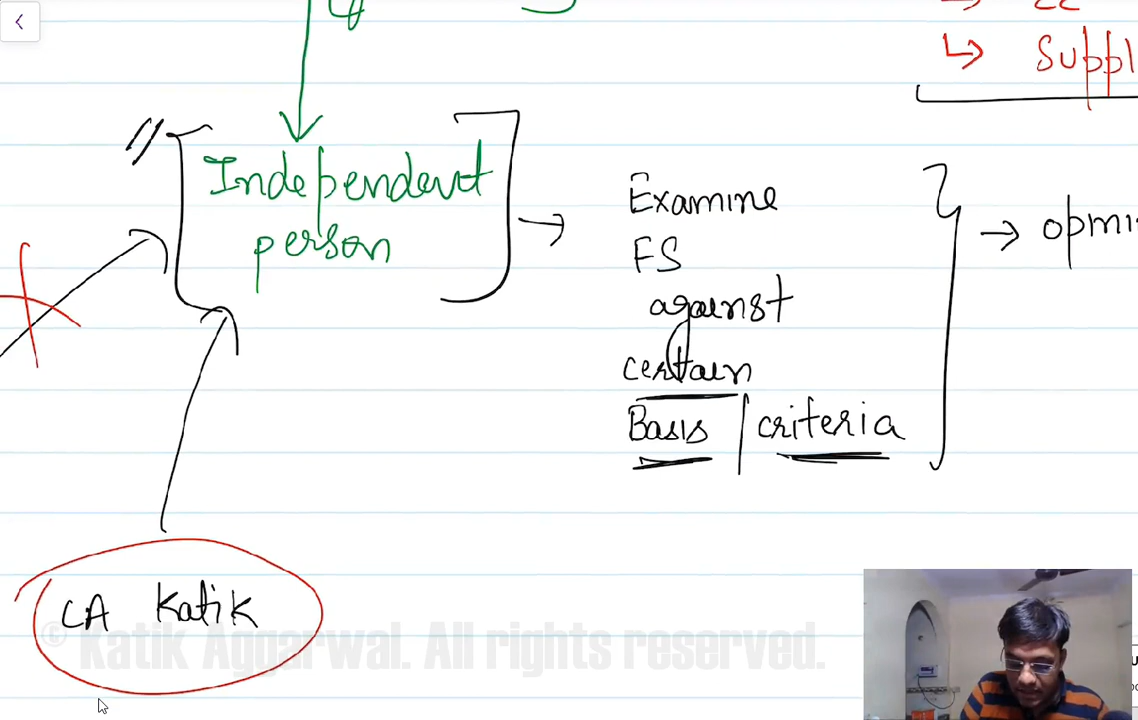 Suppl
Independent
person
Examine
FS
against
certain
Basis | criteria
→ opini
CA Katik
© Katik Aggarwal. All rights reserved.